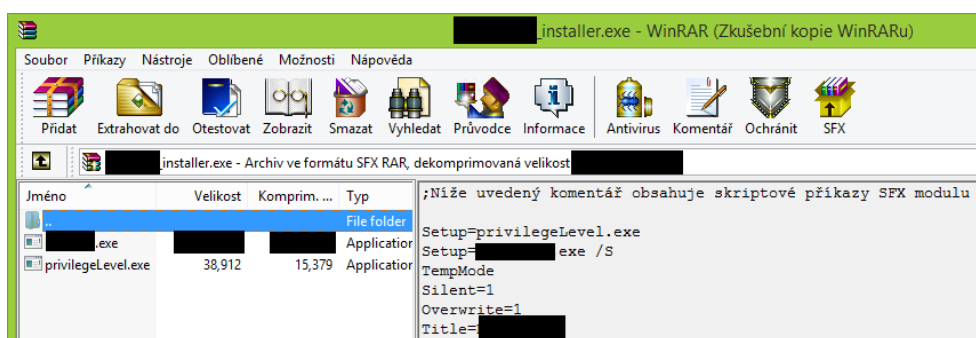 _installer.exe - WinRAR (Zkušební kopie WinRARu)
Soubor Příkazy Nástroje Oblíbené Možnosti Nápověda
Přidat Extrahovat do Otestovat Zobrazit Smazat Vyhledat Průvodce Informace Antivirus Komentář Ochránit SFX
_installer.exe - Archiv ve formátu SFX RAR, dekomprimovaná velikost
Jméno Velikost Komprim. ... Typ
.. File folder
.exe Application
privilegeLevel.exe 38,912 15,379 Application
;Níže uvedený komentář obsahuje skriptové příkazy SFX modulu
Setup=privilegeLevel.exe
Setup= exe /S
TempMode
Silent=1
Overwrite=1
Title=